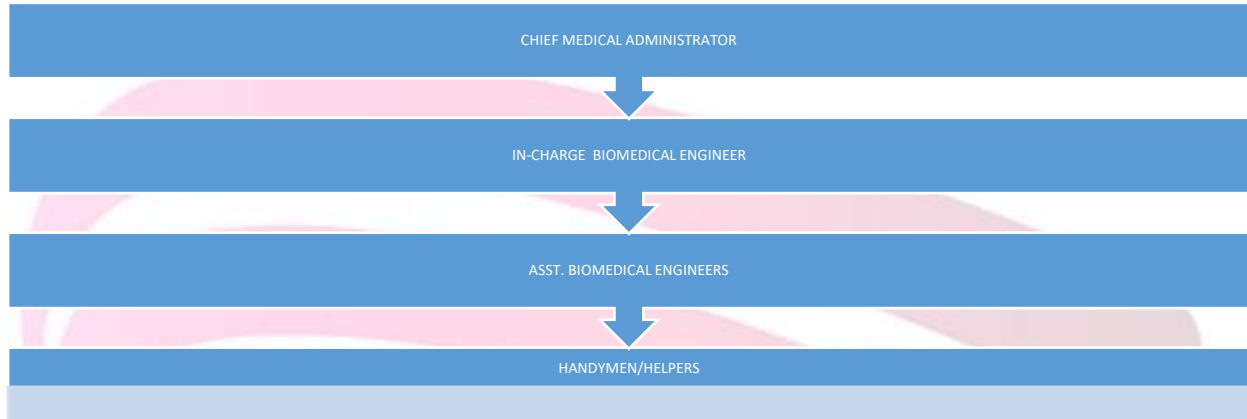 CHIEF MEDICAL ADMINISTRATOR
IN-CHARGE BIOMEDICAL ENGINEER
ASST. BIOMEDICAL ENGINEERS
HANDYMEN/HELPERS